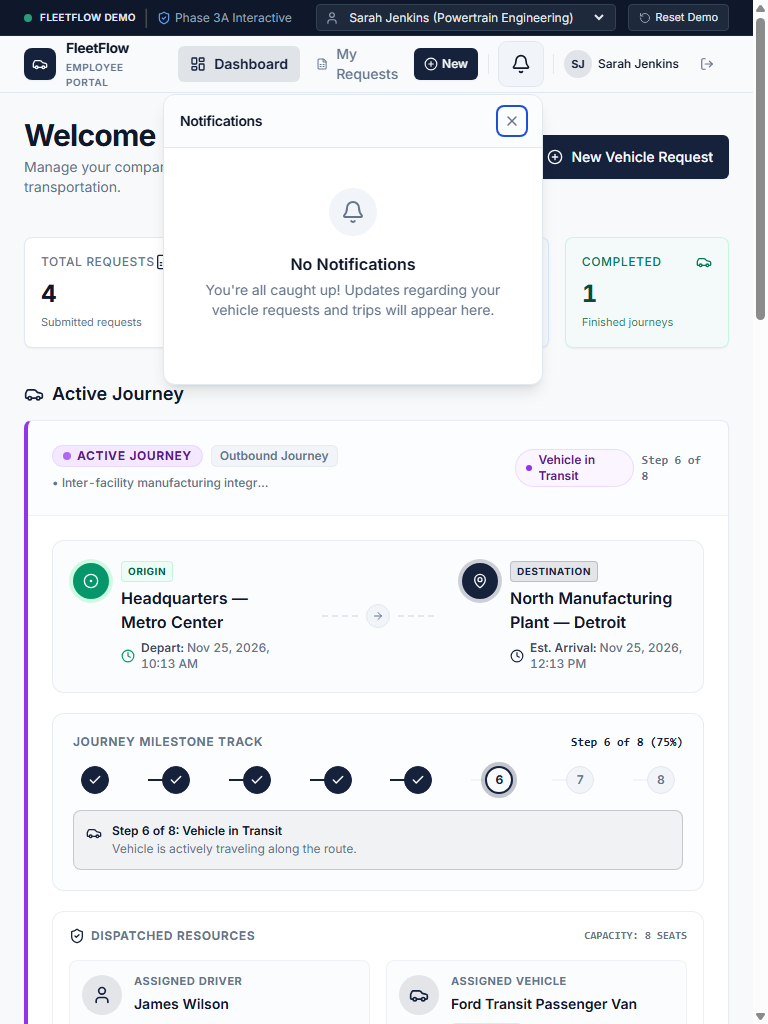 FLEETFLOW DEMO
Phase 3A Interactive
Sarah Jenkins (Powertrain Engineering)
Reset Demo
FleetFlow
EMPLOYEE
PORTAL
Dashboard
My
Requests
New
SJ
Sarah Jenkins
Notifications
Welcome
Manage your compan
transportation.
New Vehicle Request
No Notifications
You're all caught up! Updates regarding your
vehicle requests and trips will appear here.
TOTAL REQUESTS
4
Submitted requests
COMPLETED
1
Finished journeys
Active Journey
ACTIVE JOURNEY
Outbound Journey
• Inter-facility manufacturing integr...
Vehicle in
Transit
Step 6 of
8
ORIGIN
Headquarters —
Metro Center
Depart: Nov 25, 2026,
10:13 AM
DESTINATION
North Manufacturing
Plant — Detroit
Est. Arrival: Nov 25, 2026,
12:13 PM
JOURNEY MILESTONE TRACK
Step 6 of 8 (75%)
6
7
8
Step 6 of 8: Vehicle in Transit
Vehicle is actively traveling along the route.
DISPATCHED RESOURCES
CAPACITY: 8 SEATS
ASSIGNED DRIVER
James Wilson
ASSIGNED VEHICLE
Ford Transit Passenger Van